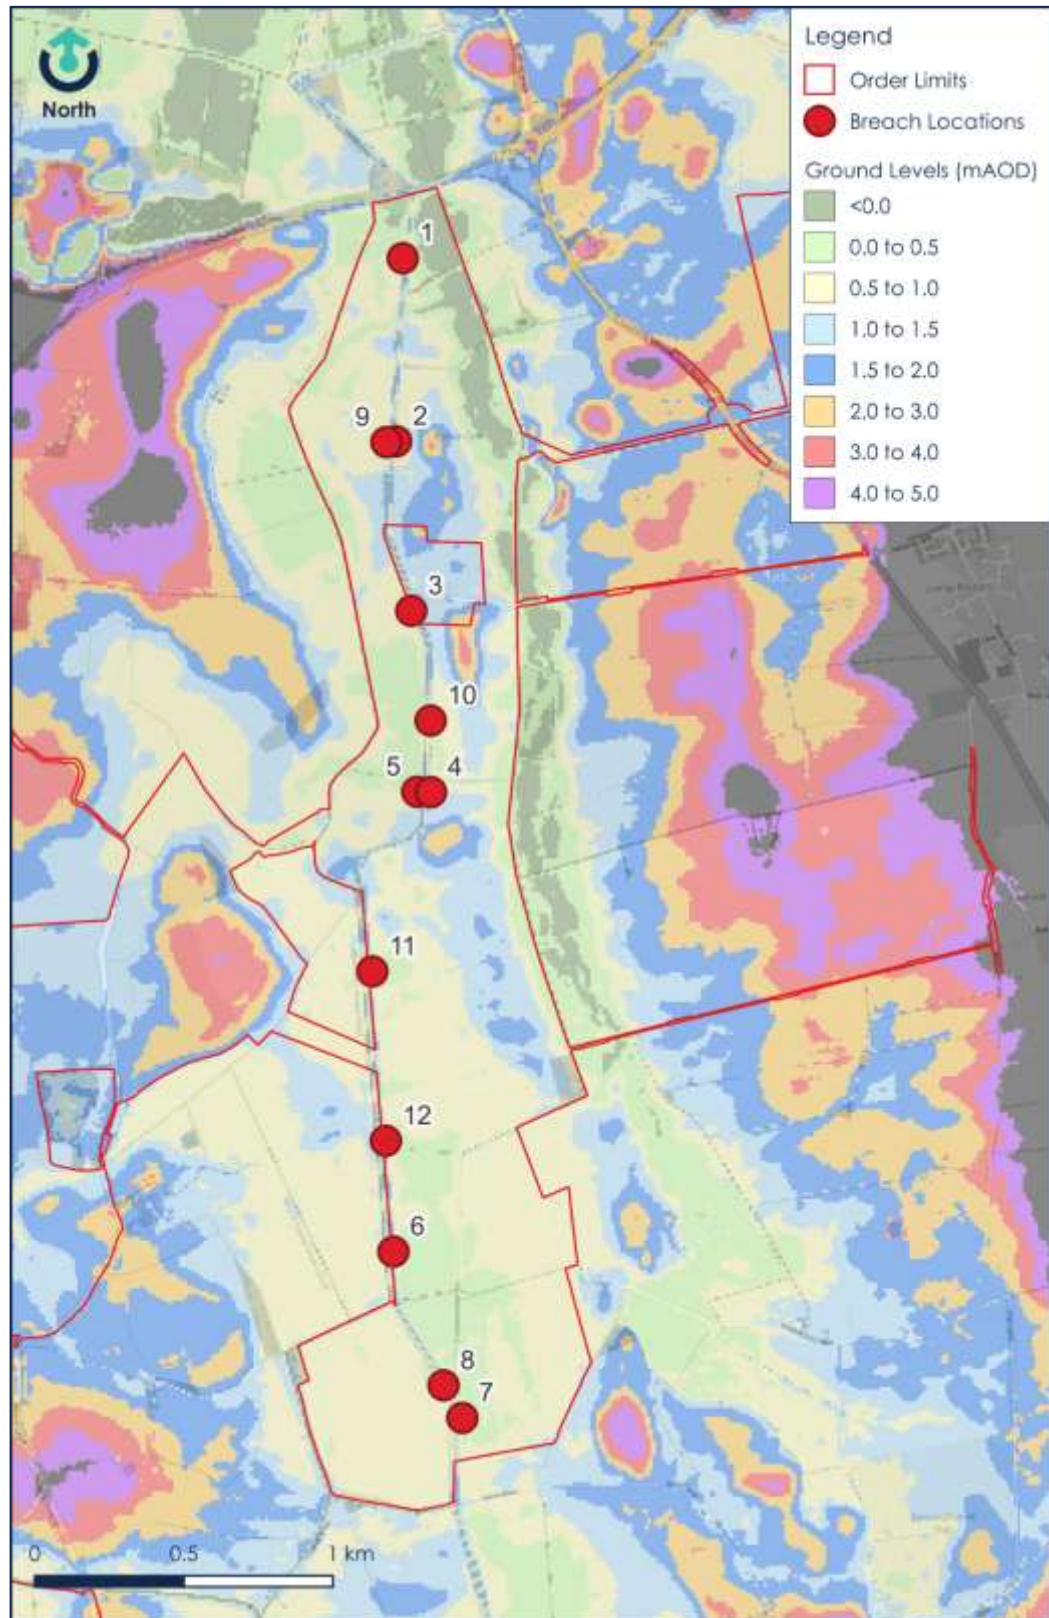 North
Legend
Order Limits
Breach Locations
Ground Levels (mAOD)
<0.0
0.0 to 0.5
0.5 to 1.0
1.0 to 1.5
1.5 to 2.0
2.0 to 3.0
3.0 to 4.0
4.0 to 5.0
1
9 2
3
10
5 4
11
12
6
8
7
0 0.5 1 km